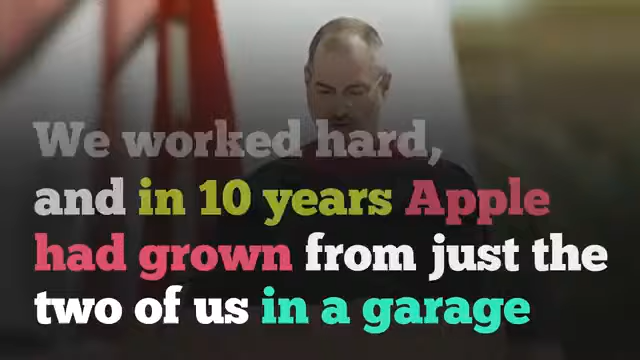 We worked hard,
and in 10 years Apple
had grown from just the
two of us in a garage